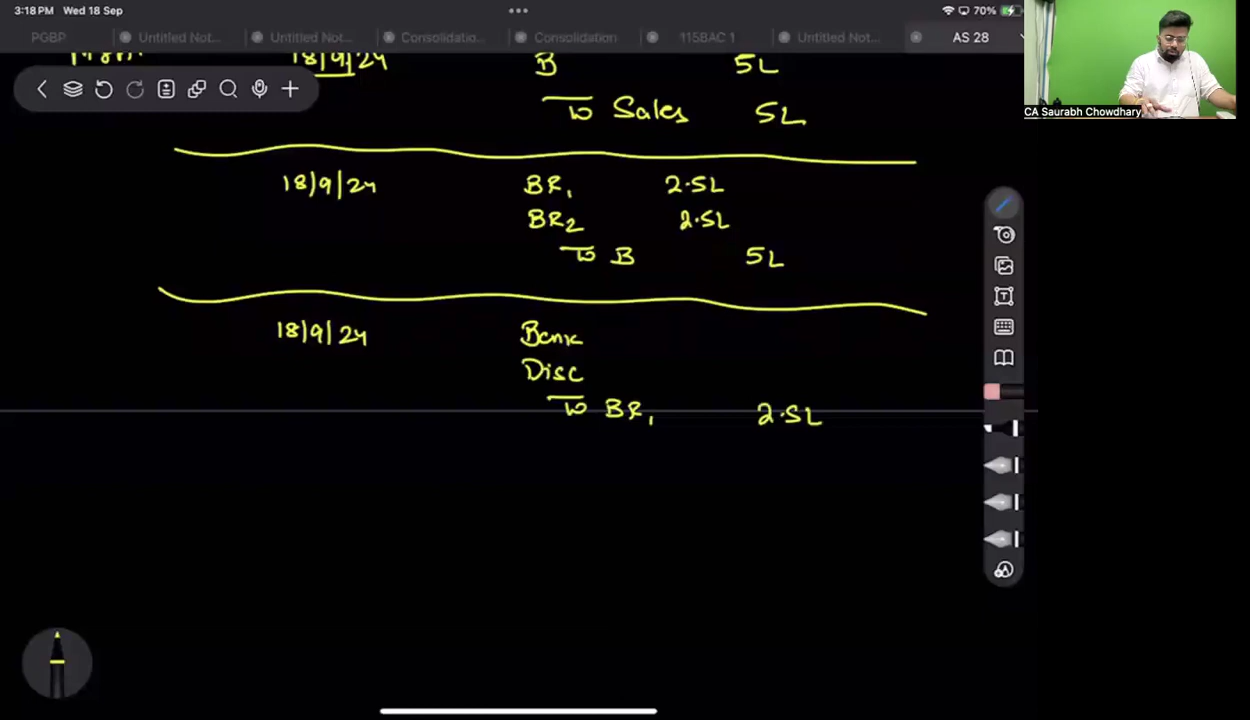 3:18 PM Wed 18 Sep
70%
PGBP
Untitled Not...
Untitled Not...
Consolidatio...
Consolidation
115BAC 1
Untitled Not...
AS 28
CA Saurabh Chowdhary
18/9/24 B 5L
To Sales 5L
18/9/24 BR1 2.5L
BR2 2.5L
To B 5L
18/9/24 Bank
Disc
To BR1 2.5L